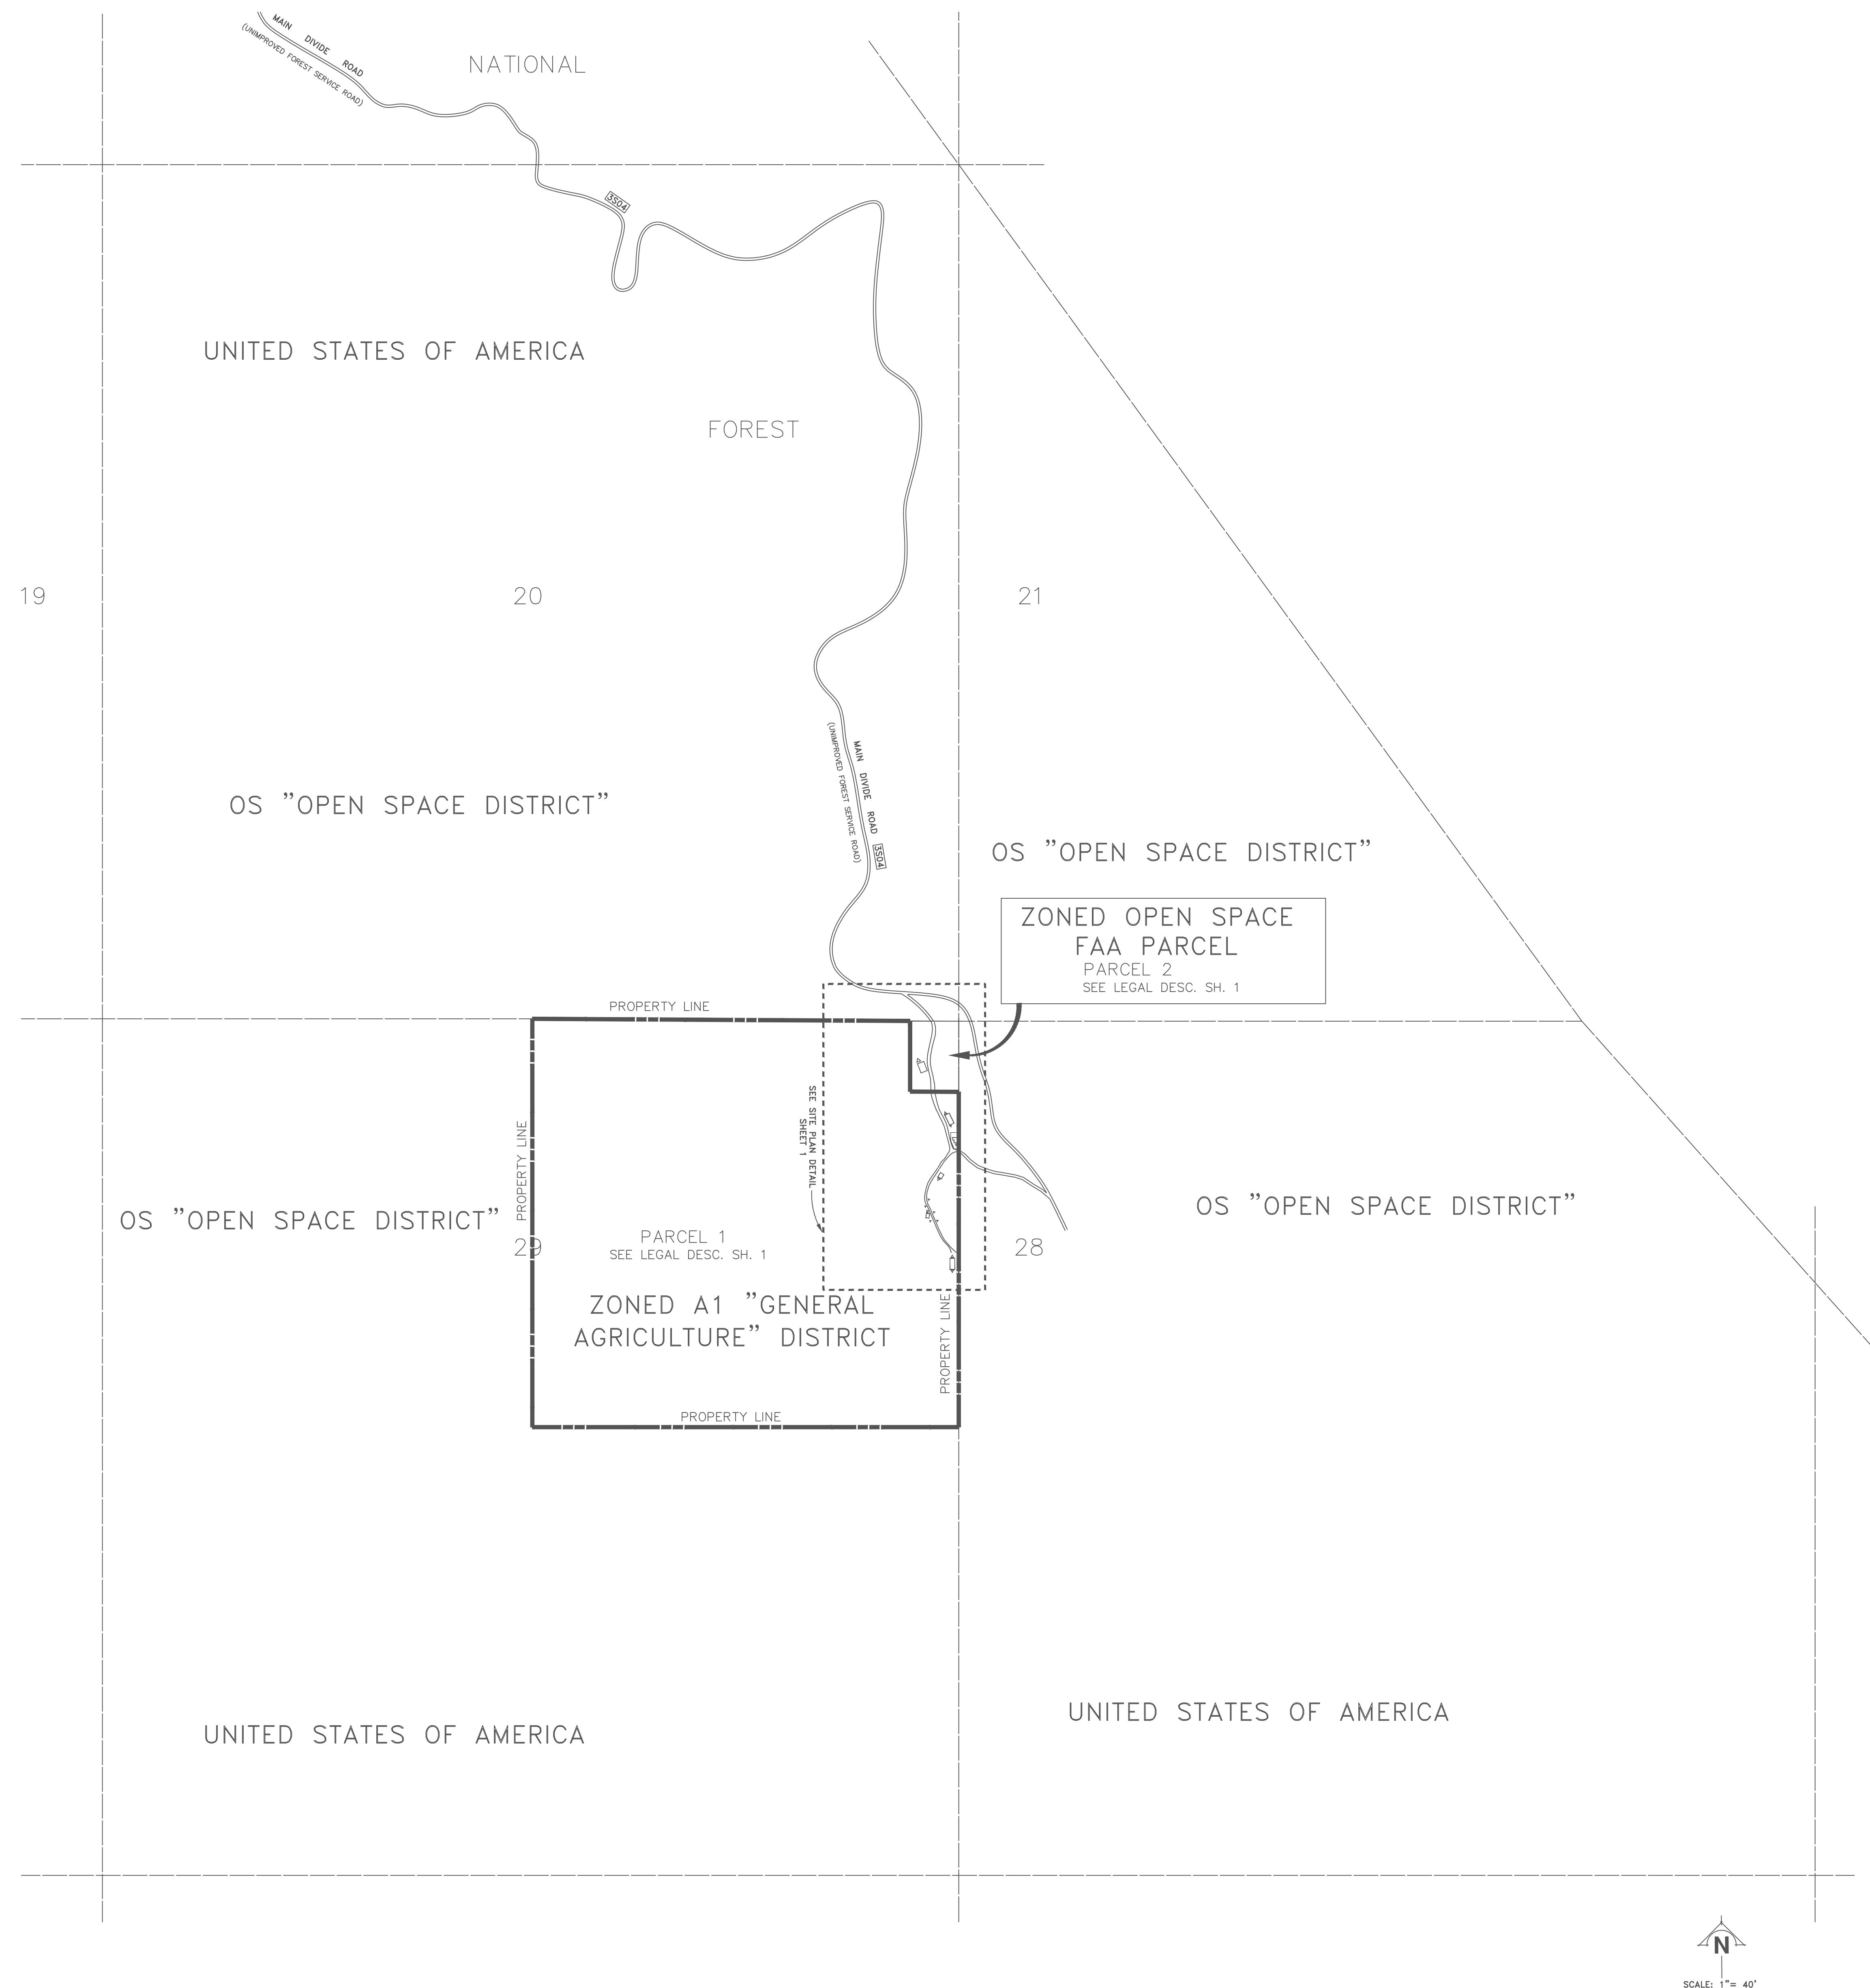 MAIN DIVIDE ROAD
(UNIMPROVED FOREST SERVICE ROAD)
NATIONAL
3S04
UNITED STATES OF AMERICA
FOREST
19
20
21
MAIN DIVIDE ROAD 3S04
(UNIMPROVED FOREST SERVICE ROAD)
OS "OPEN SPACE DISTRICT"
OS "OPEN SPACE DISTRICT"
ZONED OPEN SPACE
FAA PARCEL
PARCEL 2
SEE LEGAL DESC. SH. 1
PROPERTY LINE
PROPERTY LINE
SEE SITE PLAN DETAIL
SHEET 1
OS "OPEN SPACE DISTRICT"
OS "OPEN SPACE DISTRICT"
29
PARCEL 1
SEE LEGAL DESC. SH. 1
28
ZONED A1 "GENERAL
AGRICULTURE" DISTRICT
PROPERTY LINE
PROPERTY LINE
UNITED STATES OF AMERICA
UNITED STATES OF AMERICA
N
SCALE: 1"= 40'